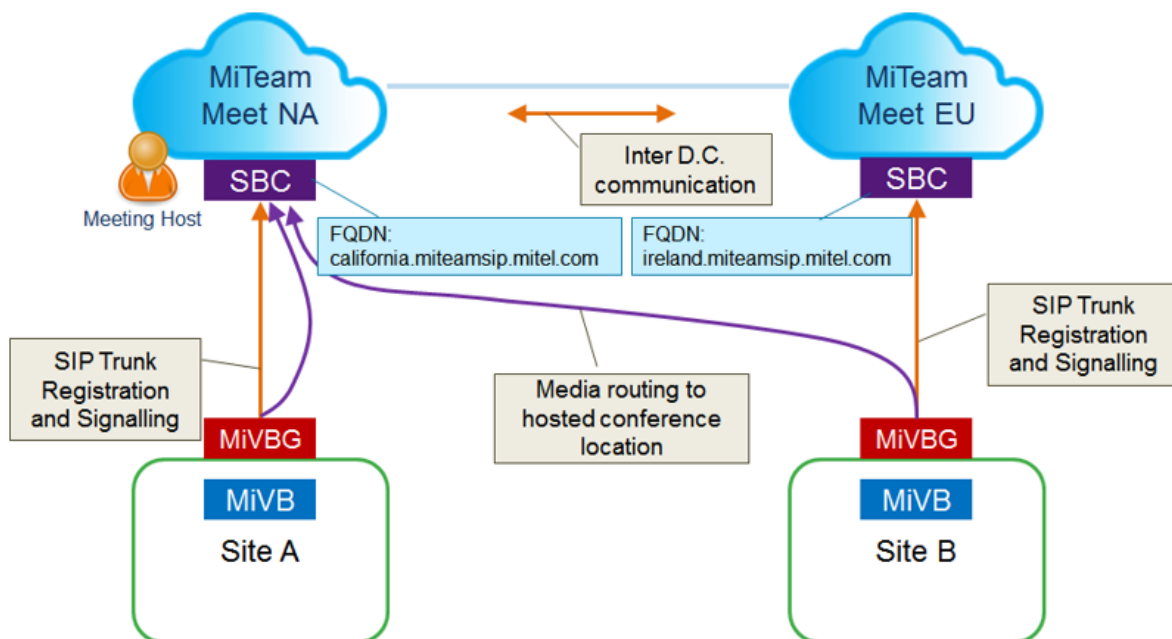 MiTeam
Meet NA
MiTeam
Meet EU
Inter D.C.
communication
SBC
SBC
Meeting Host
FQDN:
california.miteamsip.mitel.com
FQDN:
ireland.miteamsip.mitel.com
SIP Trunk
Registration
and Signalling
SIP Trunk
Registration
and Signalling
Media routing to
hosted conference
location
MiVBG
MiVBG
MiVB
MiVB
Site A
Site B